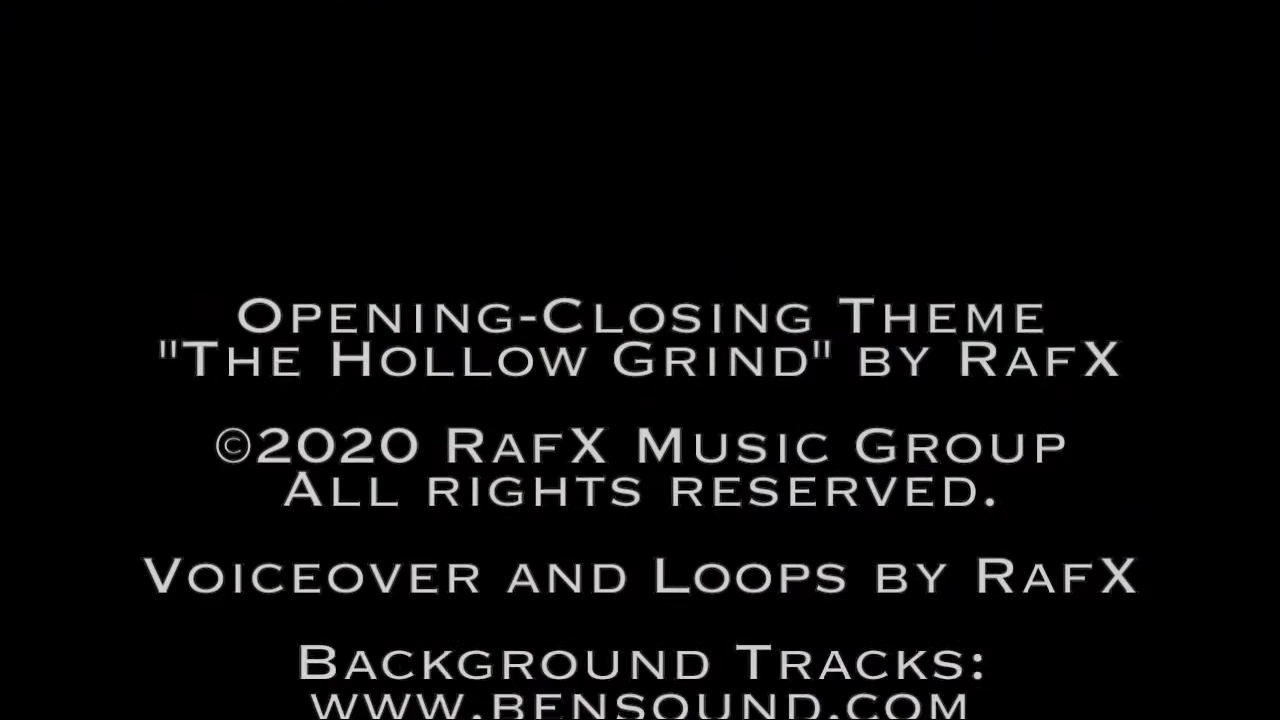 Opening-Closing Theme
"The Hollow Grind" by RafX
©2020 RafX Music Group
All rights reserved.
Voiceover and Loops by RafX
Background Tracks:
www.bensound.com